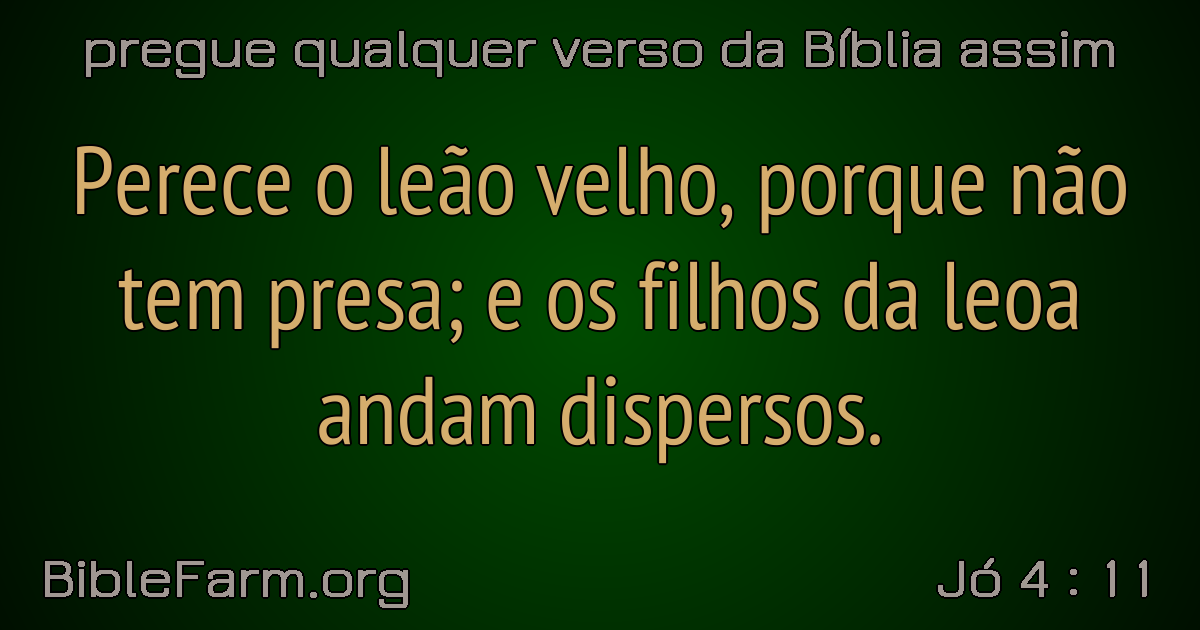 pregue qualquer verso da Bíblia assim
Perece o leão velho, porque não
tem presa; e os filhos da leoa
andam dispersos.
BibleFarm.org
Jó 4 : 11